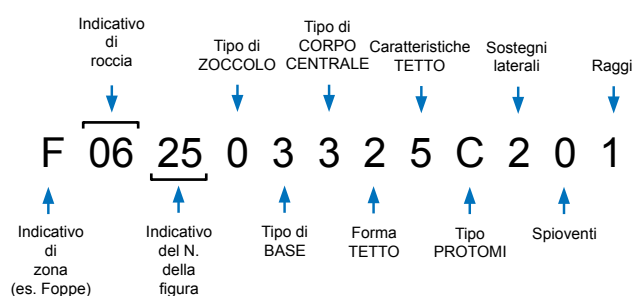 Indicativo
di
roccia
Tipo di
ZOCCOLO
Tipo di
CORPO
CENTRALE
Caratteristiche
TETTO
Sostegni
laterali
Raggi
F 06 25 0 3 3 2 5 C 2 0 1
Indicativo
di
zona
(es. Foppe)
Indicativo
del N.
della
figura
Tipo di
BASE
Forma
TETTO
Tipo
PROTOMI
Spioventi